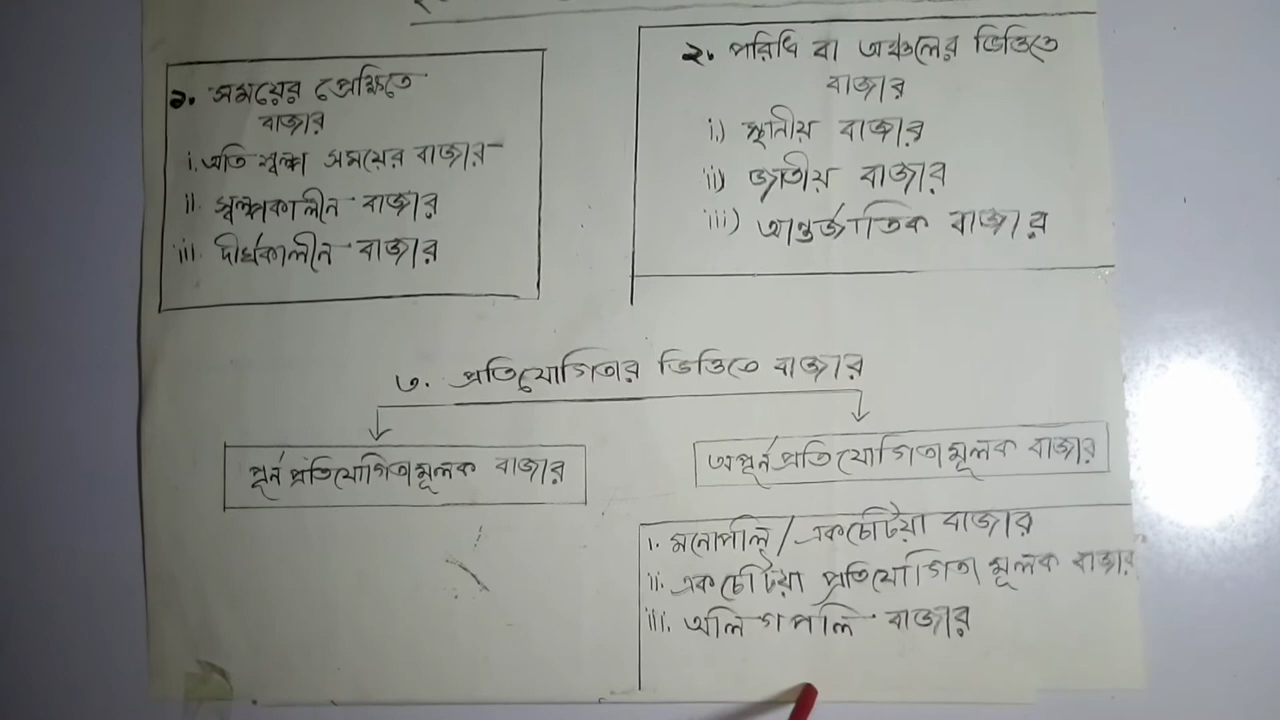 ১. সময়ের প্রেক্ষিতে
বাজার
i. অতি স্বল্প সময়ের বাজার
ii. স্বল্পকালীন বাজার
iii. দীর্ঘকালীন বাজার
২. পরিধি বা অঞ্চলের ভিত্তিতে
বাজার
i.) স্থানীয় বাজার
ii) জাতীয় বাজার
iii) আন্তর্জাতিক বাজার
৩. প্রতিযোগিতার ভিত্তিতে বাজার
পূর্ন প্রতিযোগিতামূলক বাজার
অপূর্ন প্রতিযোগিতামূলক বাজার
i. মনোপলি / একচেটিয়া বাজার
ii. একচেটিয়া প্রতিযোগিতা মূলক বাজার
iii. অলিগপলি বাজার